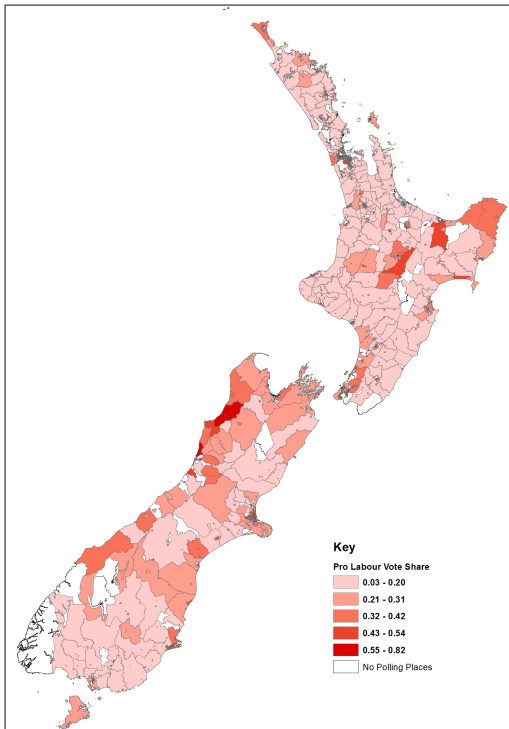 Key
Pro Labour Vote Share
0.03 - 0.20
0.21 - 0.31
0.32 - 0.42
0.43 - 0.54
0.55 - 0.82
No Polling Places